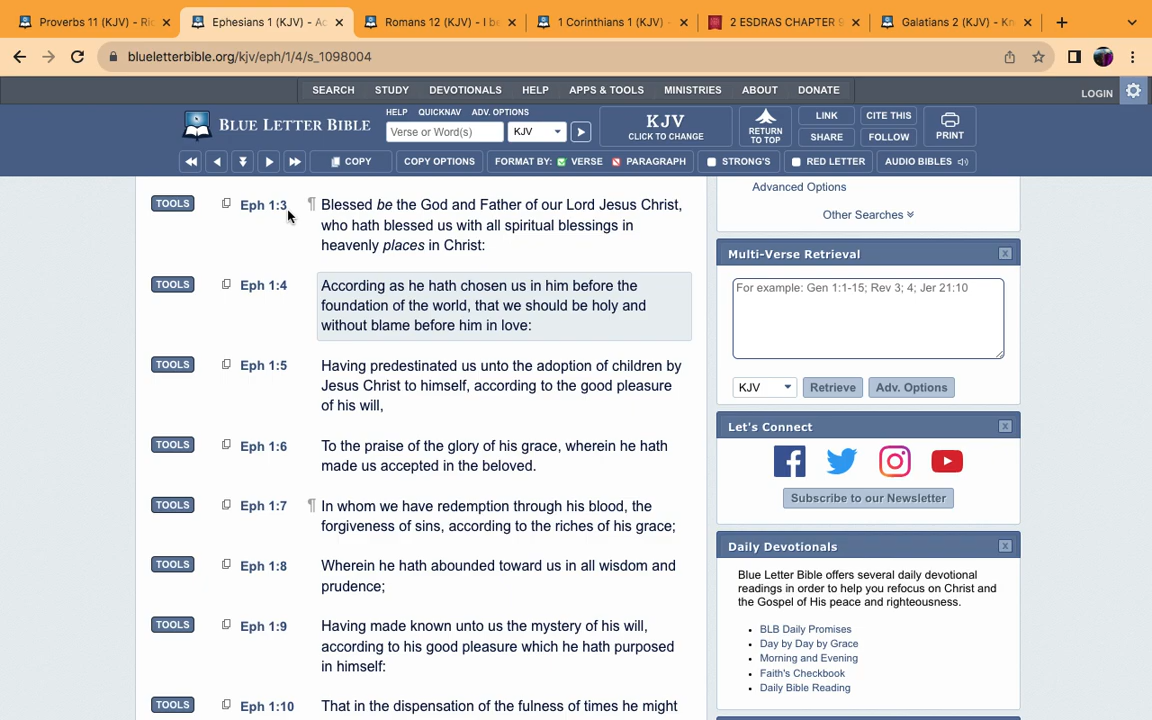 Proverbs 11 (KJV) - Ric
Ephesians 1 (KJV) - Ac
Romans 12 (KJV) - I be
1 Corinthians 1 (KJV) -
2 ESDRAS CHAPTER 9
Galatians 2 (KJV) - Kn
blueletterbible.org/kjv/eph/1/4/s_1098004
SEARCH STUDY DEVOTIONALS HELP APPS & TOOLS MINISTRIES ABOUT DONATE
LOGIN
BLUE LETTER BIBLE
HELP QUICKNAV ADV. OPTIONS
Verse or Word(s)
KJV
KJV
CLICK TO CHANGE
RETURN
TO TOP
LINK
CITE THIS
SHARE
FOLLOW
PRINT
COPY
COPY OPTIONS
FORMAT BY: VERSE PARAGRAPH
STRONG'S
RED LETTER
AUDIO BIBLES
TOOLS Eph 1:3 ¶ Blessed be the God and Father of our Lord Jesus Christ,
who hath blessed us with all spiritual blessings in
heavenly places in Christ:
TOOLS Eph 1:4 According as he hath chosen us in him before the
foundation of the world, that we should be holy and
without blame before him in love:
TOOLS Eph 1:5 Having predestinated us unto the adoption of children by
Jesus Christ to himself, according to the good pleasure
of his will,
TOOLS Eph 1:6 To the praise of the glory of his grace, wherein he hath
made us accepted in the beloved.
TOOLS Eph 1:7 ¶ In whom we have redemption through his blood, the
forgiveness of sins, according to the riches of his grace;
TOOLS Eph 1:8 Wherein he hath abounded toward us in all wisdom and
prudence;
TOOLS Eph 1:9 Having made known unto us the mystery of his will,
according to his good pleasure which he hath purposed
in himself:
TOOLS Eph 1:10 That in the dispensation of the fulness of times he might
Advanced Options
Other Searches
Multi-Verse Retrieval
For example: Gen 1:1-15; Rev 3; 4; Jer 21:10
KJV Retrieve Adv. Options
Let's Connect
Subscribe to our Newsletter
Daily Devotionals
Blue Letter Bible offers several daily devotional
readings in order to help you refocus on Christ and
the Gospel of His peace and righteousness.
BLB Daily Promises
Day by Day by Grace
Morning and Evening
Faith's Checkbook
Daily Bible Reading